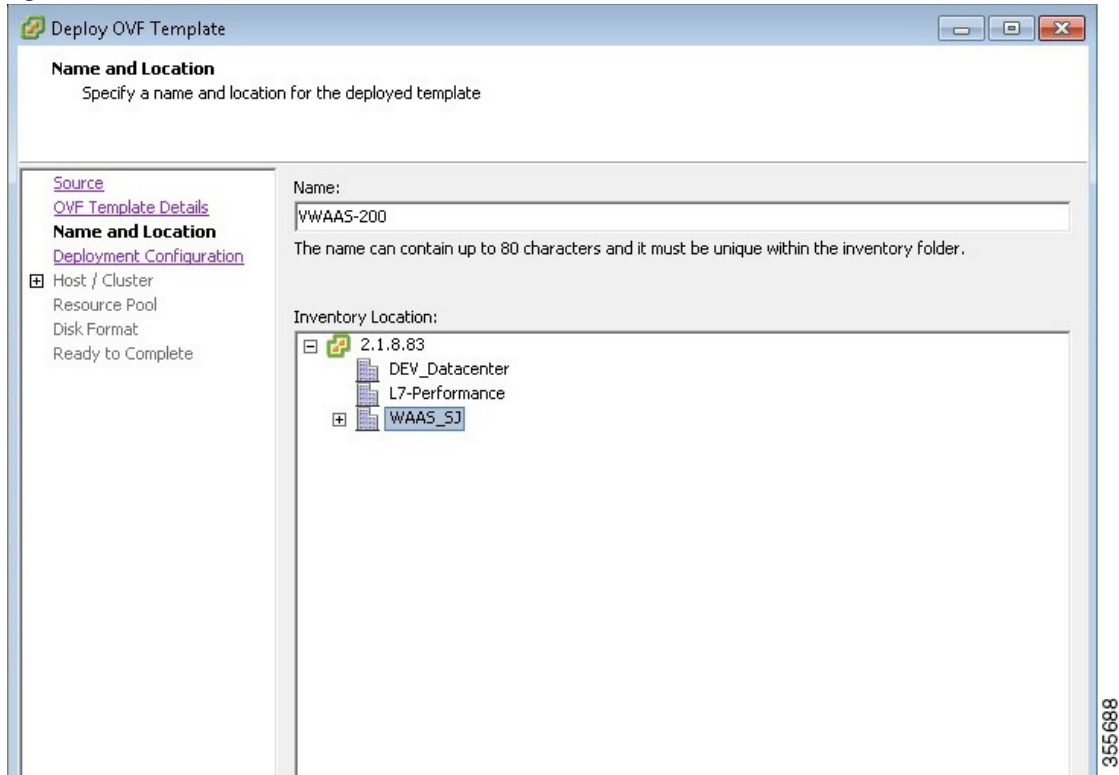 Deploy OVF Template
Name and Location
Specify a name and location for the deployed template
Source
OVF Template Details
Name and Location
Deployment Configuration
Host / Cluster
Resource Pool
Disk Format
Ready to Complete
Name:
VWAAS-200
The name can contain up to 80 characters and it must be unique within the inventory folder.
Inventory Location:
2.1.8.83
DEV_Datacenter
L7-Performance
WAAS_SJ
355688